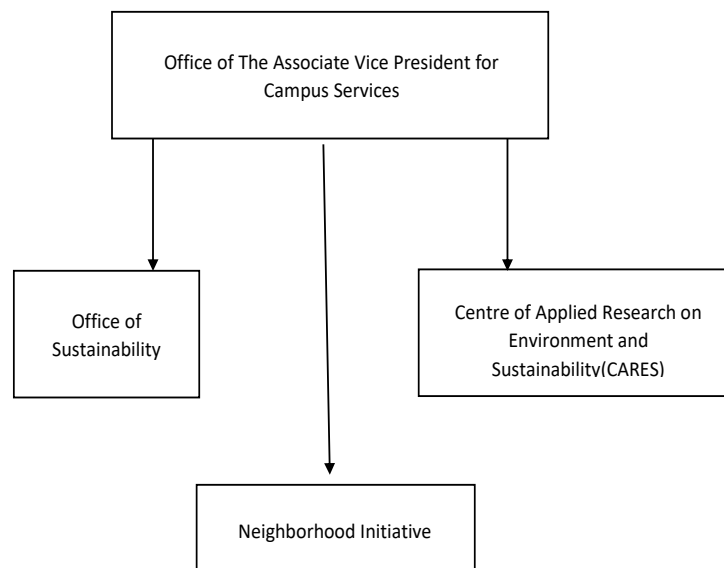 Office of The Associate Vice President for
Campus Services
Office of
Sustainability
Centre of Applied Research on
Environment and
Sustainability(CARES)
Neighborhood Initiative